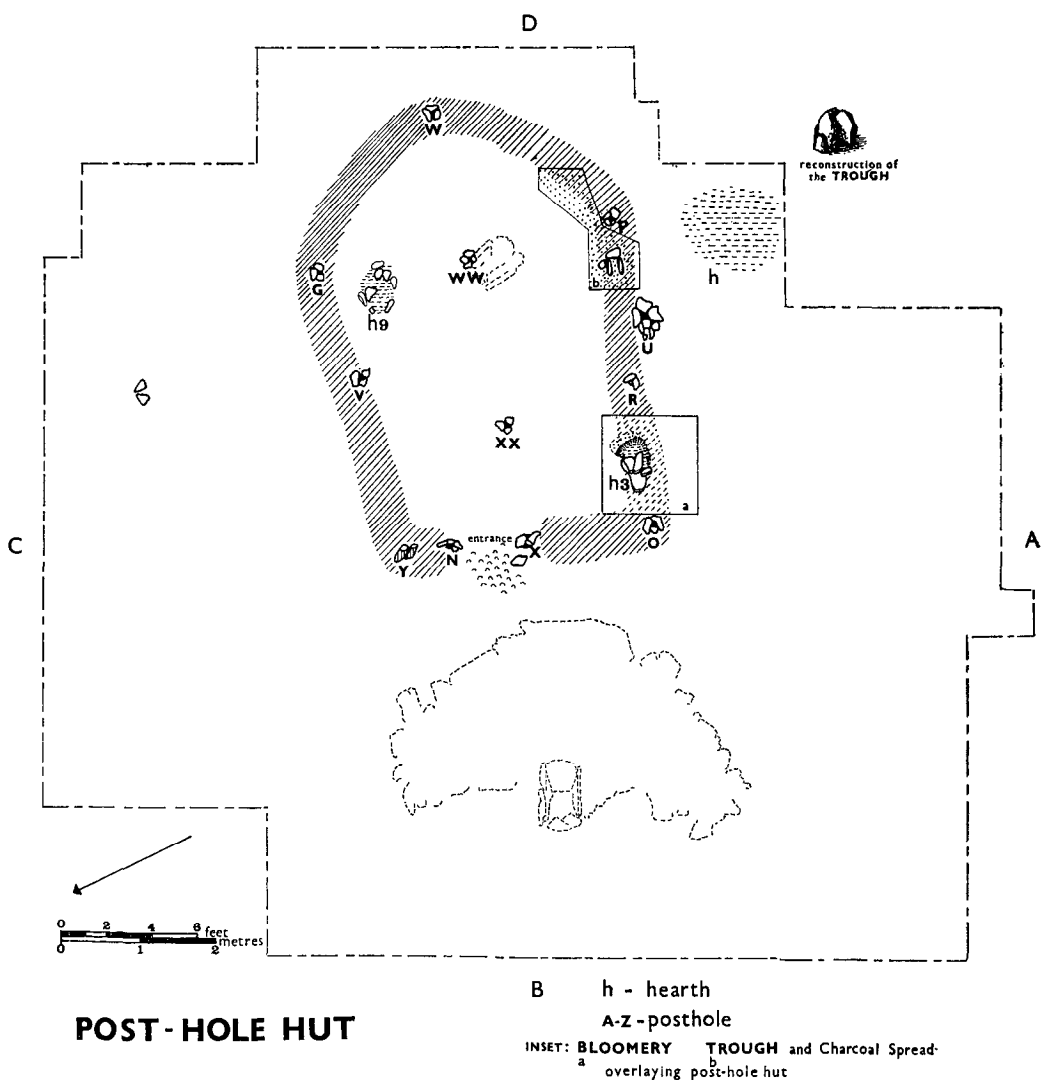 D
W
reconstruction of
the TROUGH
P
G
WW
h
b
h9
U
V
R
XX
h3
a
C
entrance
A
Y
N
X
O
0 2 4 6 feet
0 1 2 metres
B
h - hearth
POST-HOLE HUT
A-Z-posthole
INSET: BLOOMERY TROUGH and Charcoal Spread-
a b
overlaying post-hole hut